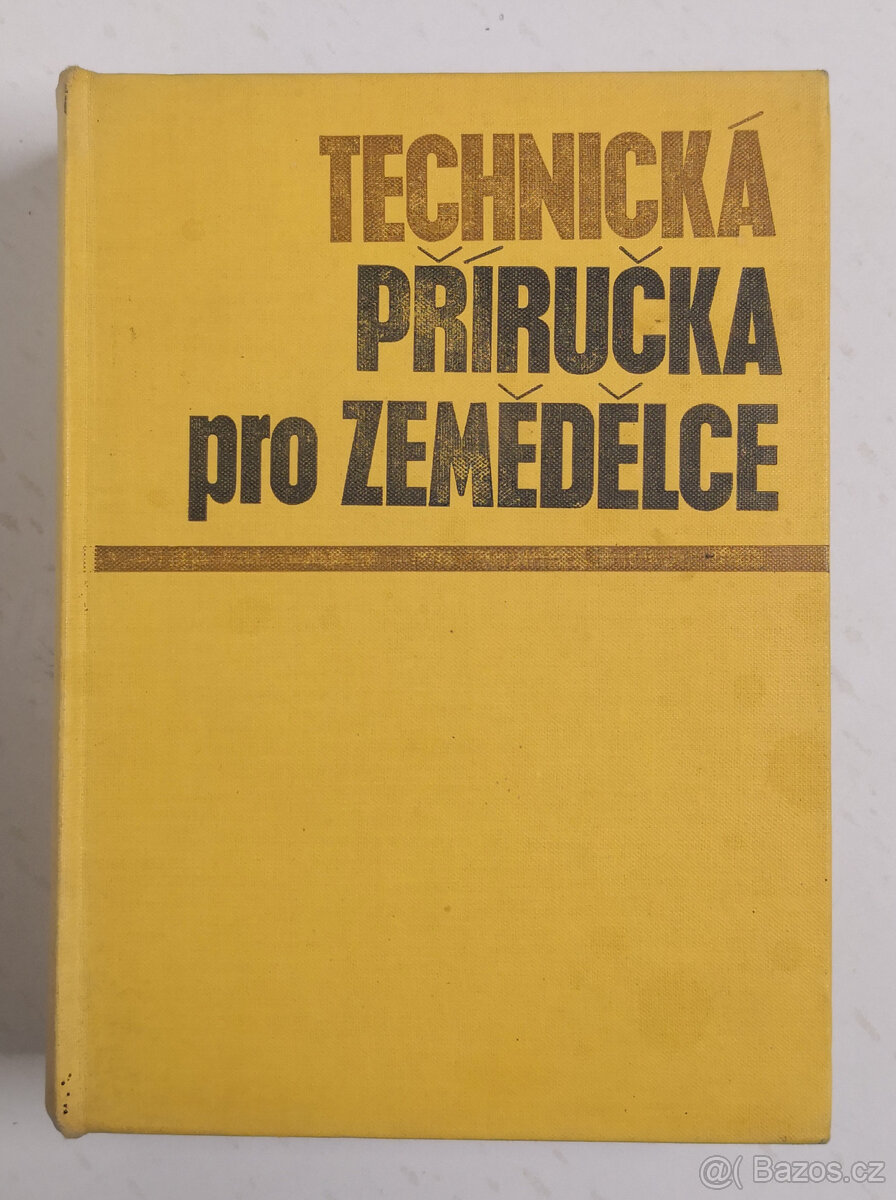 TECHNICKÁ
PŘÍRUČKA
pro ZEMĚDĚLCE
@( Bazos.cz